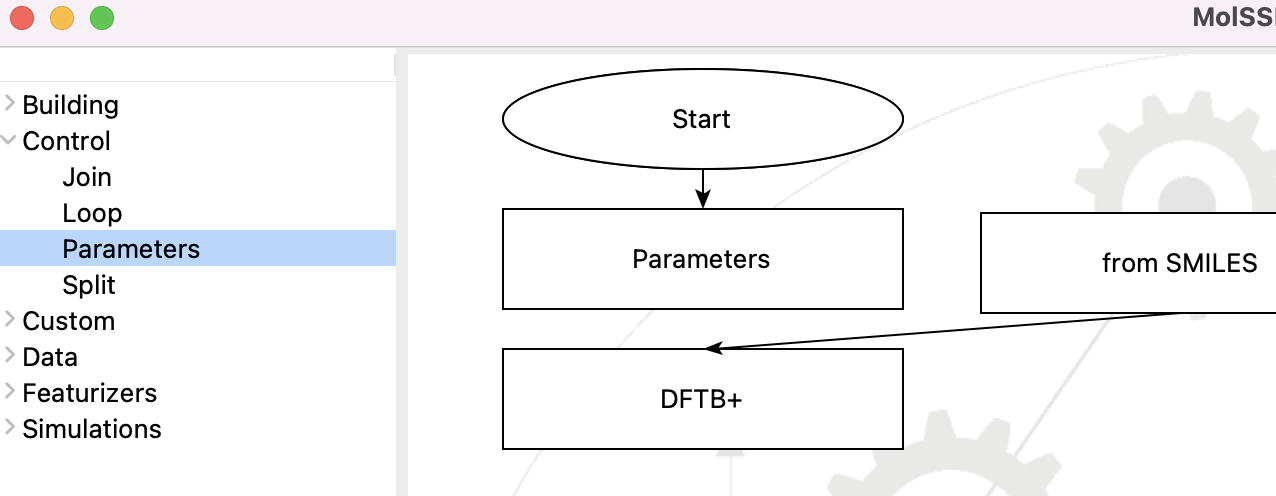 MolSSI
Building
Control
Join
Loop
Parameters
Split
Custom
Data
Featurizers
Simulations
Start
Parameters
from SMILES
DFTB+